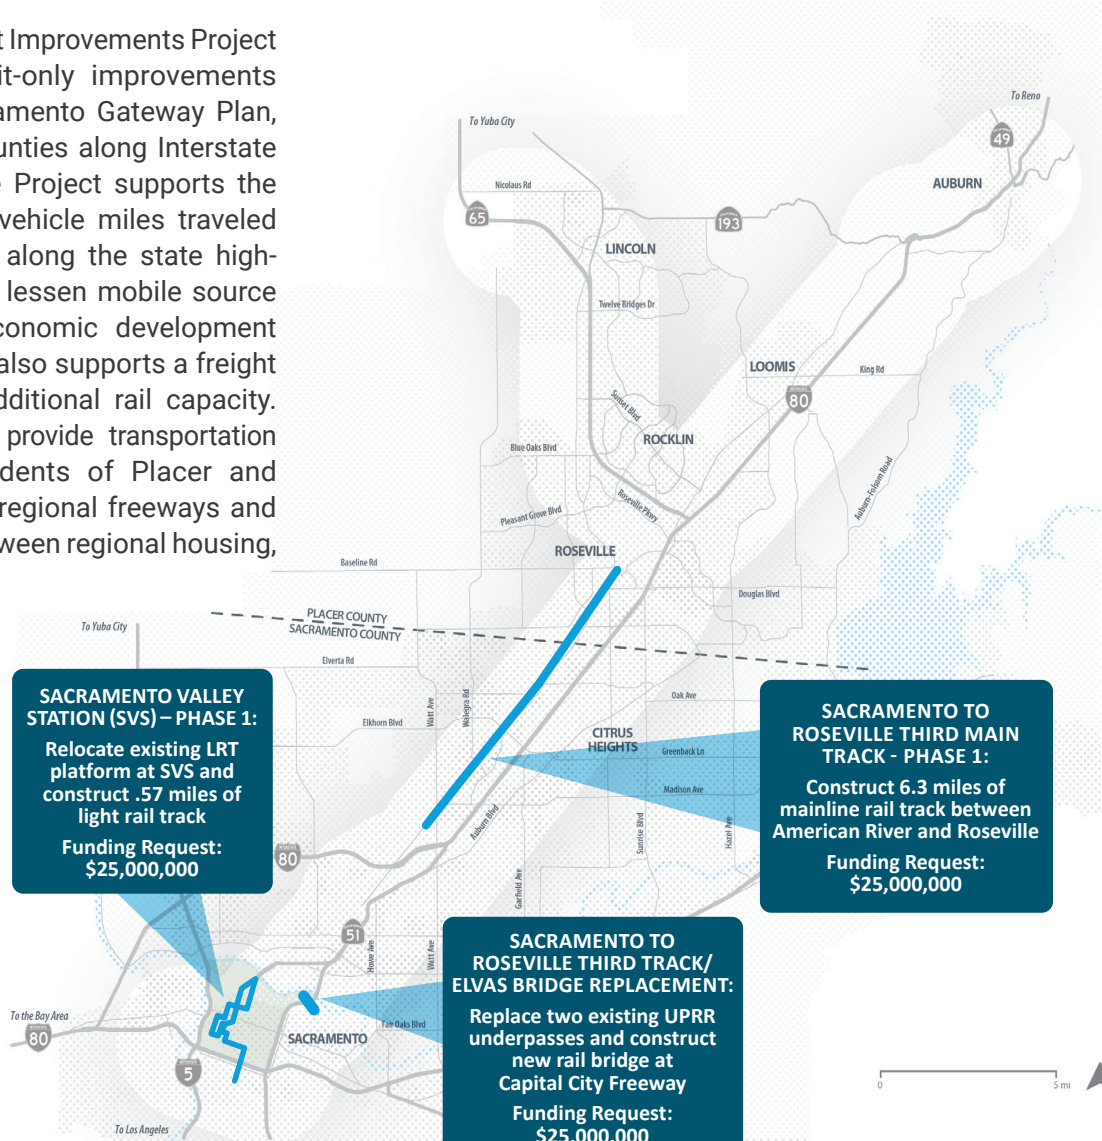 t Improvements Project
it-only improvements
amento Gateway Plan,
unties along Interstate
e Project supports the
vehicle miles traveled
along the state high-
lessen mobile source
conomic development
also supports a freight
dditional rail capacity.
provide transportation
dents of Placer and
regional freeways and
ween regional housing,
To Reno
To Yuba City
49
AUBURN
Nicolaus Rd
65
193
LINCOLN
Twelve Bridges Dr
LOOMIS
King Rd
80
Sunset Blvd
ROCKLIN
Blue Oaks Blvd
Auburn-Folsom Road
Roseville Pkwy
Pleasant Grove Blvd
ROSEVILLE
Baseline Rd
Douglas Blvd
PLACER COUNTY
SACRAMENTO COUNTY
To Yuba City
Elverta Rd
Watt Ave
Walegra Rd
Oak Ave
Elkhorn Blvd
CITRUS
HEIGHTS
Greenback Ln
Madison Ave
Auburn Blvd
Sunrise Blvd
Hazel Ave
SACRAMENTO VALLEY
STATION (SVS) – PHASE 1:
Relocate existing LRT
platform at SVS and
construct .57 miles of
light rail track
Funding Request:
$25,000,000
SACRAMENTO TO
ROSEVILLE THIRD MAIN
TRACK - PHASE 1:
Construct 6.3 miles of
mainline rail track between
American River and Roseville
Funding Request:
$25,000,000
80
Garfield Ave
51
Howe Ave
Watt Ave
SACRAMENTO TO
ROSEVILLE THIRD TRACK/
ELVAS BRIDGE REPLACEMENT:
Replace two existing UPRR
underpasses and construct
new rail bridge at
Capital City Freeway
Funding Request:
$25,000,000
To the Bay Area
80
Fair Oaks Blvd
SACRAMENTO
5
To Los Angeles
0
5 mi